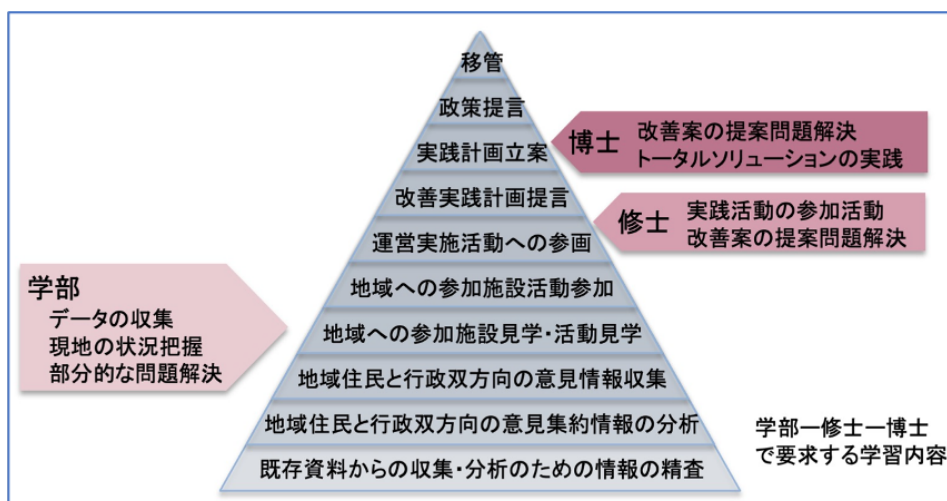 移管
政策提言
実践計画立案
改善実践計画提言
運営実施活動への参画
地域への参加施設活動参加
地域への参加施設見学・活動見学
地域住民と行政双方向の意見情報収集
地域住民と行政双方向の意見集約情報の分析
既存資料からの収集・分析のための情報の精査
博士
改善案の提案問題解決
トータルソリューションの実践
修士
実践活動の参加活動
改善案の提案問題解決
学部
データの収集
現地の状況把握
部分的な問題解決
学部ー修士ー博士
で要求する学習内容